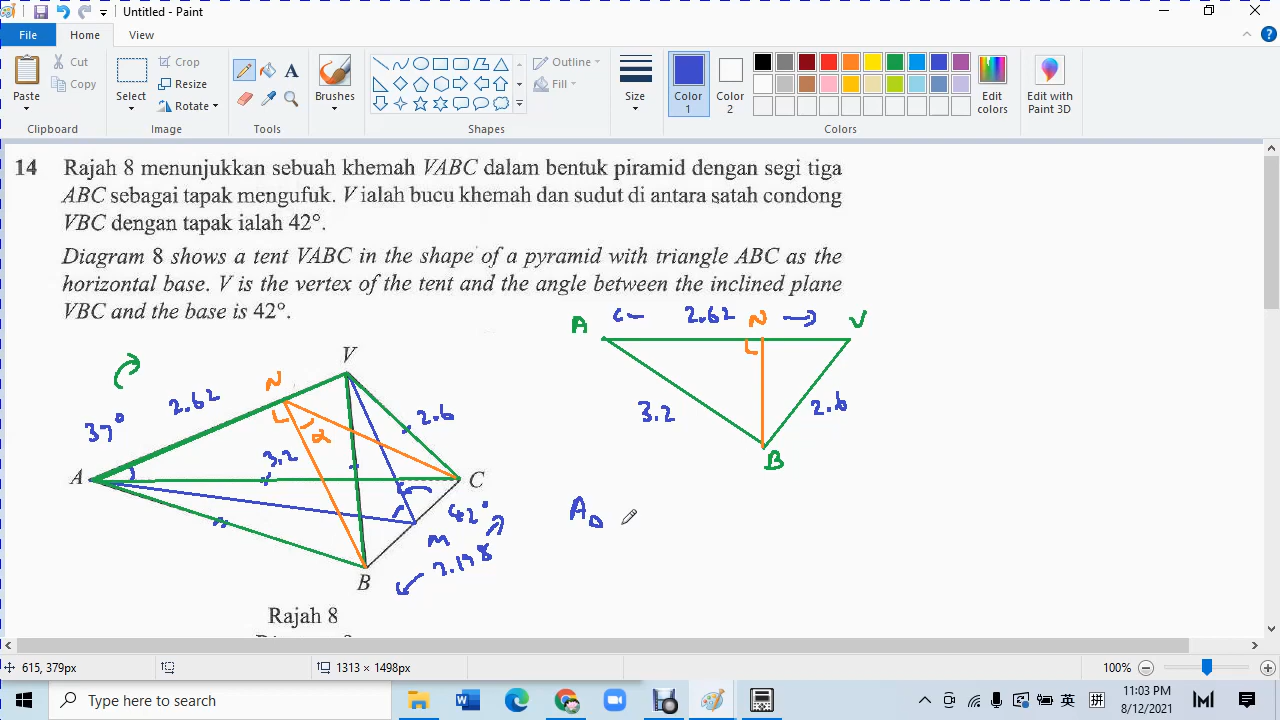 Untitled - Paint
File Home View
Paste
Cut
Copy
Clipboard
Select
Crop
Resize
Rotate
Image
A
Tools
Brushes
Outline
Fill
Shapes
Size
Color 1
Color 2
Edit colors
Edit with Paint 3D
Colors
14 Rajah 8 menunjukkan sebuah khemah VABC dalam bentuk piramid dengan segi tiga
ABC sebagai tapak mengufuk. V ialah bucu khemah dan sudut di antara satah condong
VBC dengan tapak ialah 42°.
Diagram 8 shows a tent VABC in the shape of a pyramid with triangle ABC as the
horizontal base. V is the vertex of the tent and the angle between the inclined plane
VBC and the base is 42°.
A 2.62 N V
3.2 2.6
B
V
N
2.62
37°
2.6
α
3.2
A C
42°
M
B
Rajah 8
A△
615, 379px
1313 × 1498px
100%
Type here to search
英 拼
11:03 PM
8/12/2021